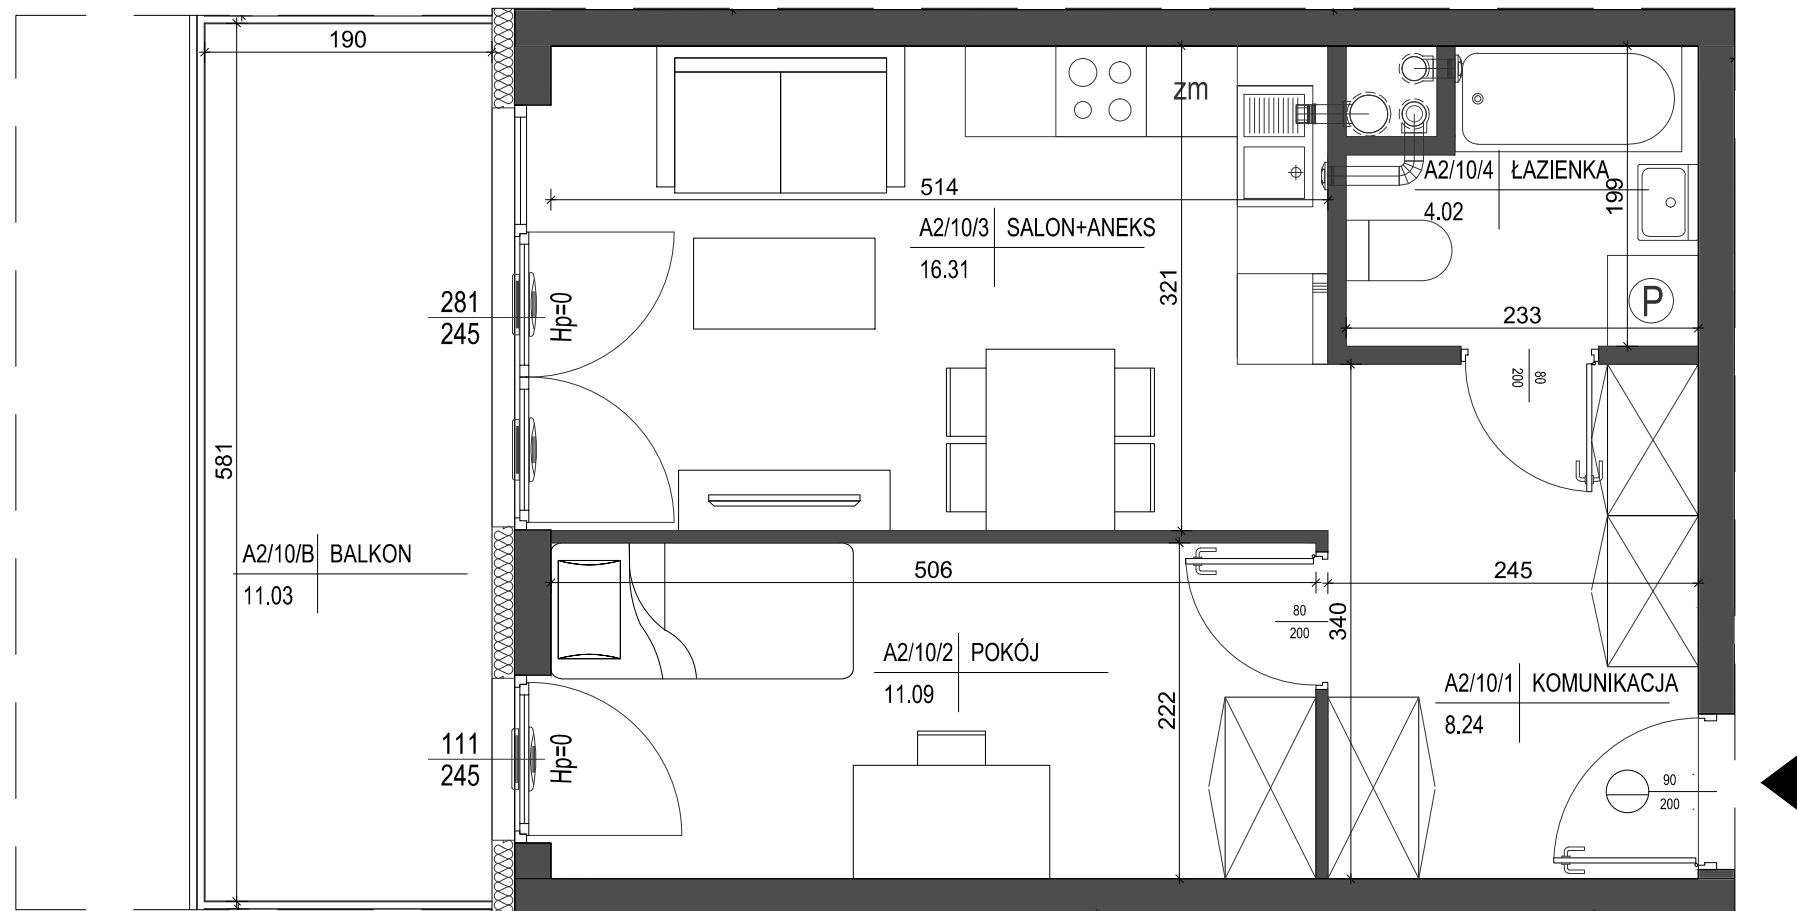 190
zm
514
A2/10/4 ŁAZIENKA
4.02
199
A2/10/3 SALON+ANEKS
16.31
321
281
245
Hp=0
P
233
80
200
581
A2/10/B BALKON
11.03
506
245
80
200
340
A2/10/2 POKÓJ
11.09
222
A2/10/1 KOMUNIKACJA
8.24
111
245
Hp=0
90
200